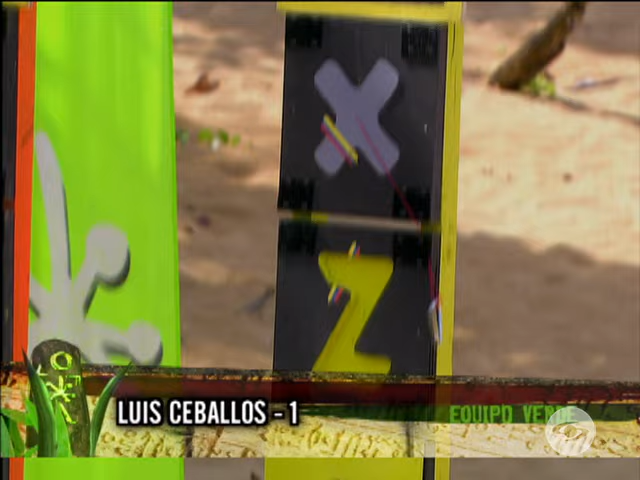 X
Z
LUIS CEBALLOS - 1
EQUIPO VERDE